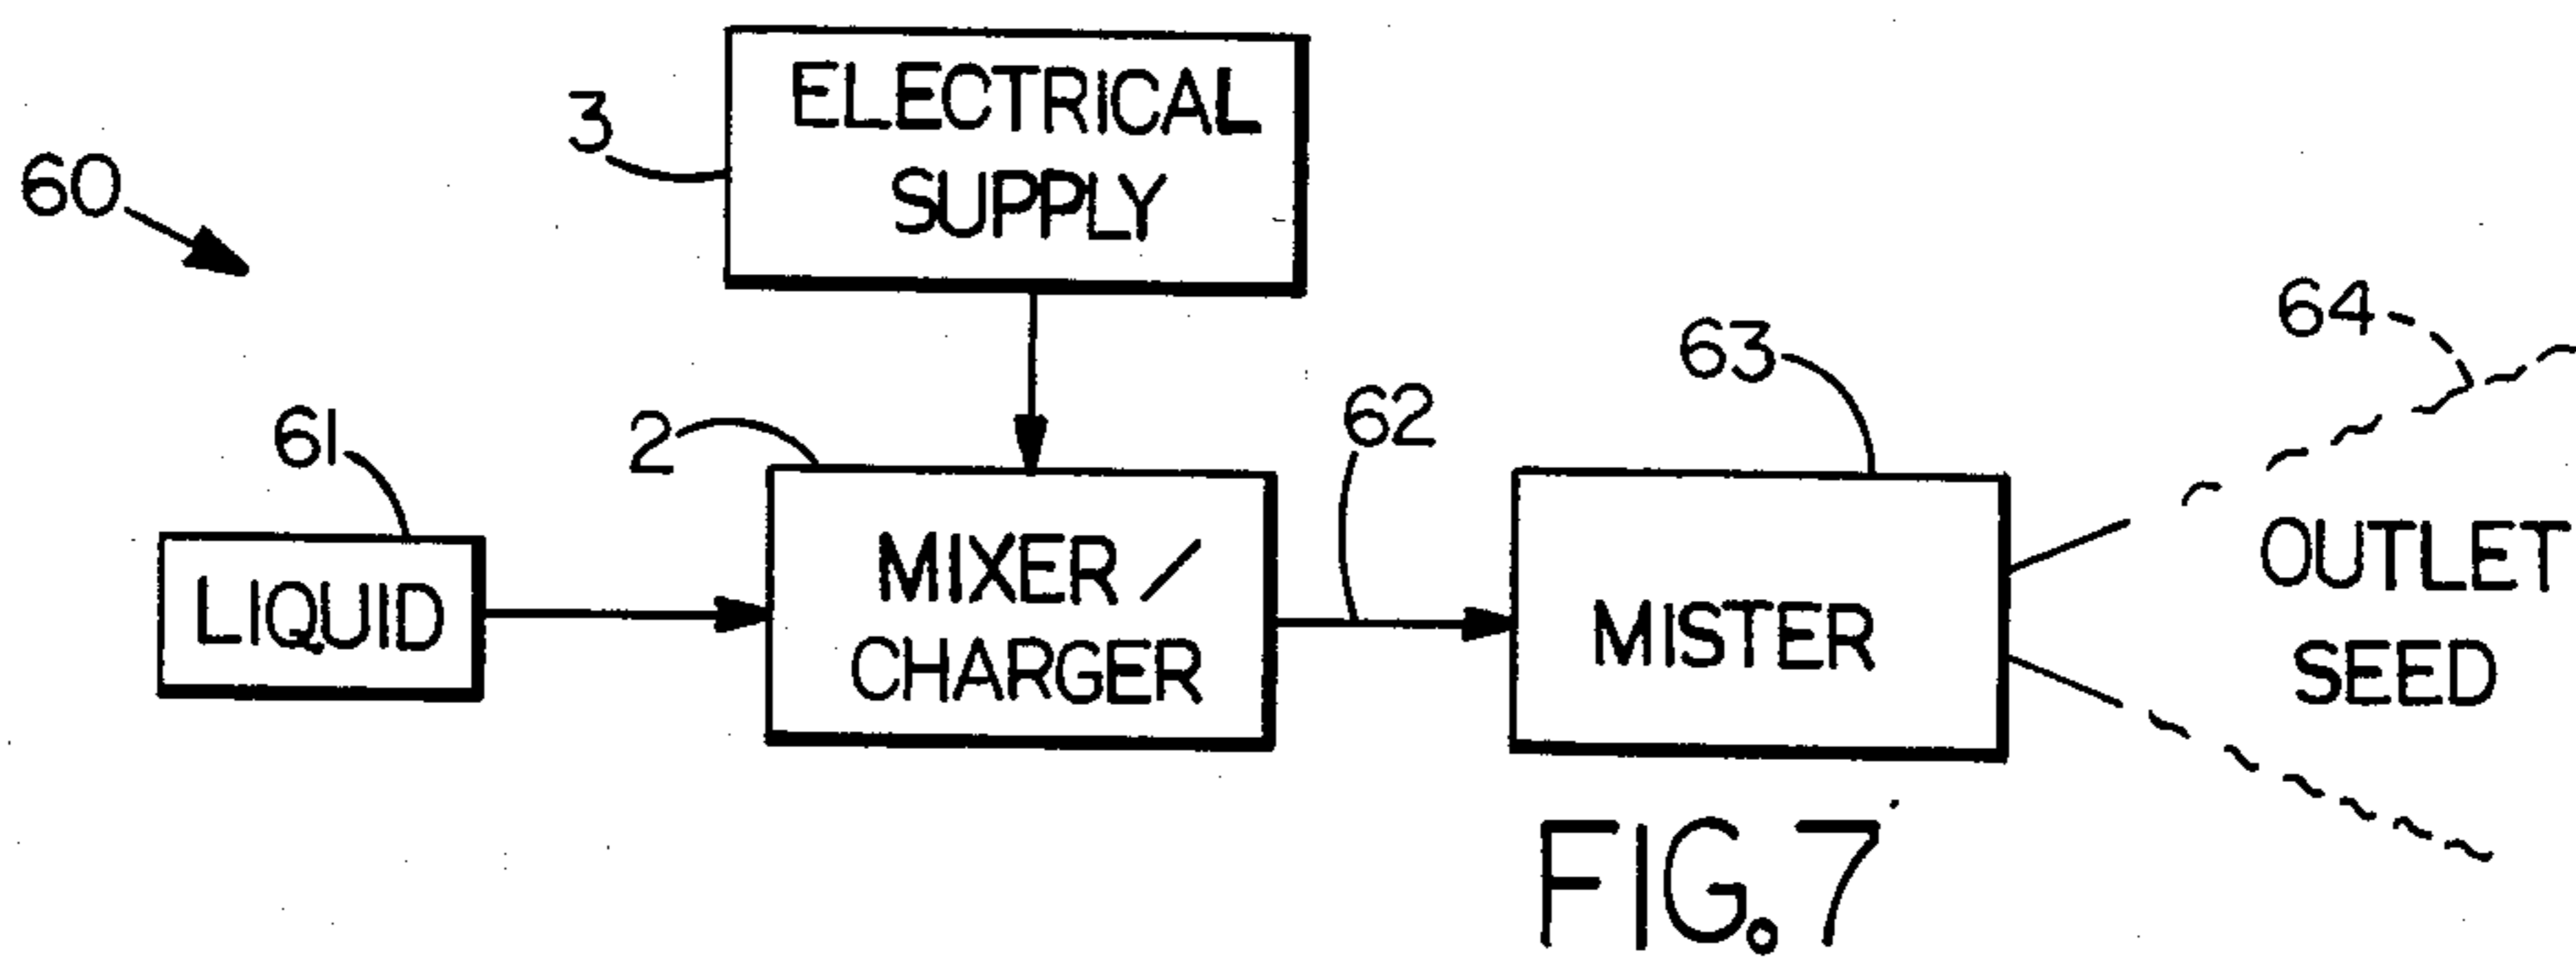 ELECTRICAL
SUPPLY
3
60
64
63
62
2
61
LIQUID
MIXER /
CHARGER
MISTER
OUTLET
SEED
FIG. 7